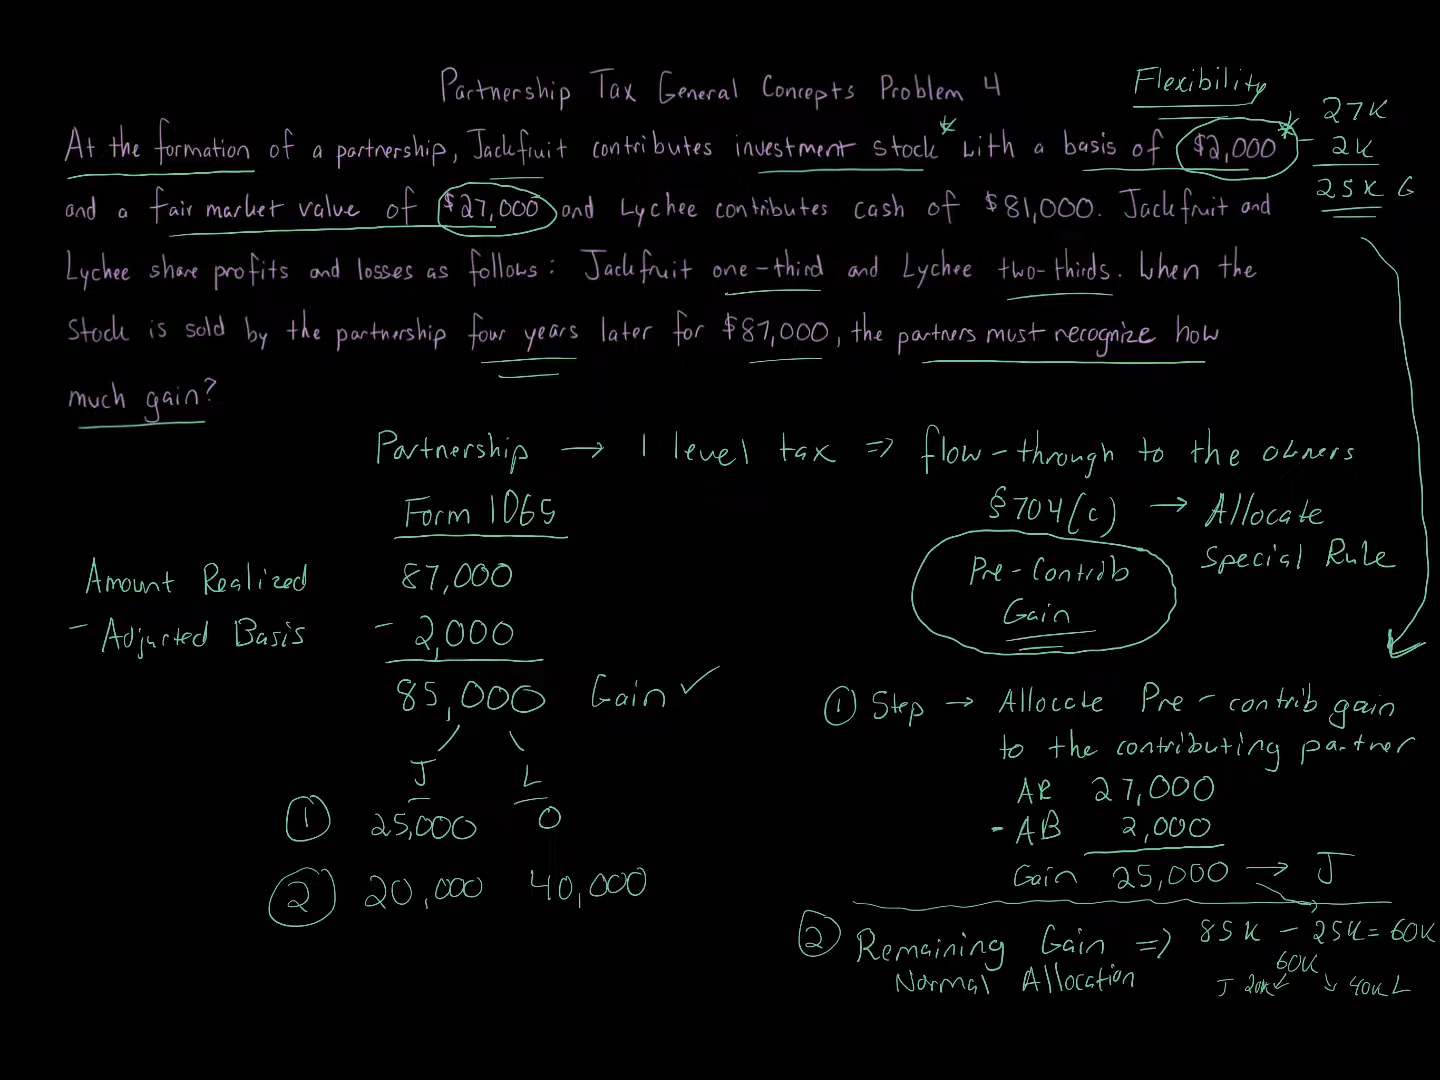 Partnership Tax General Concepts Problem 4
Flexibility
At the formation of a partnership, Jackfruit contributes investment stock* with a basis of $2,000*
and a fair market value of $27,000 and Lychee contributes cash of $81,000. Jackfruit and
Lychee share profits and losses as follows: Jackfruit one-third and Lychee two-thirds. When the
stock is sold by the partnership four years later for $87,000, the partners must recognize how
much gain?
27K
- 2K
25K G
Partnership → 1 level tax ⇒ flow-through to the owners
Form 1065
§704(c) → Allocate
Special Rule
Pre-Contrib
Gain
Amount Realized 87,000
- Adjusted Basis - 2,000
85,000 Gain ✓
J L
① 25,000 0
② 20,000 40,000
① Step → Allocate Pre-contrib gain
to the contributing partner
AR 27,000
- AB 2,000
Gain 25,000 → J
② Remaining Gain ⇒ 85K - 25K = 60K
Normal Allocation
60K
J 20K ↙ ↘ 40K L